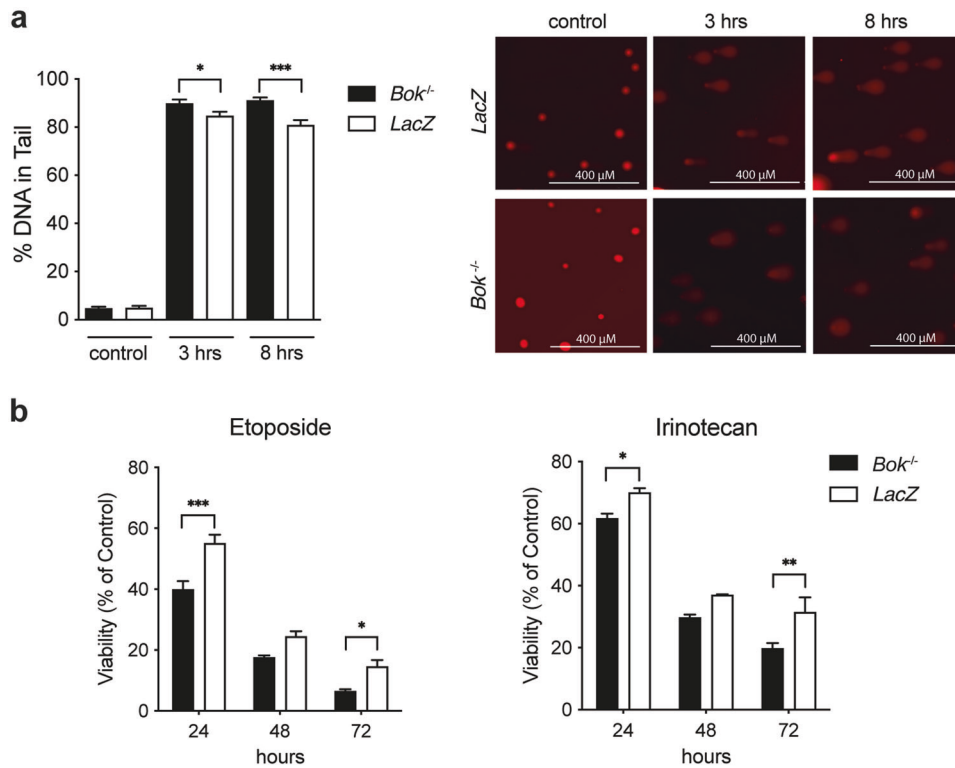 a
control 3 hrs 8 hrs
* ***
Bok-/-
LacZ
100
80
60
40
20
0
% DNA in Tail
control 3 hrs 8 hrs
LacZ
400 μM 400 μM 400 μM
Bok-/-
400 μM 400 μM 400 μM
b
Etoposide
80
60
40
20
0
Viability (% of Control)
*** *
24 48 72
hours
Irinotecan
80
60
40
20
0
Viability (% of Control)
* **
24 48 72
hours
Bok-/-
LacZ